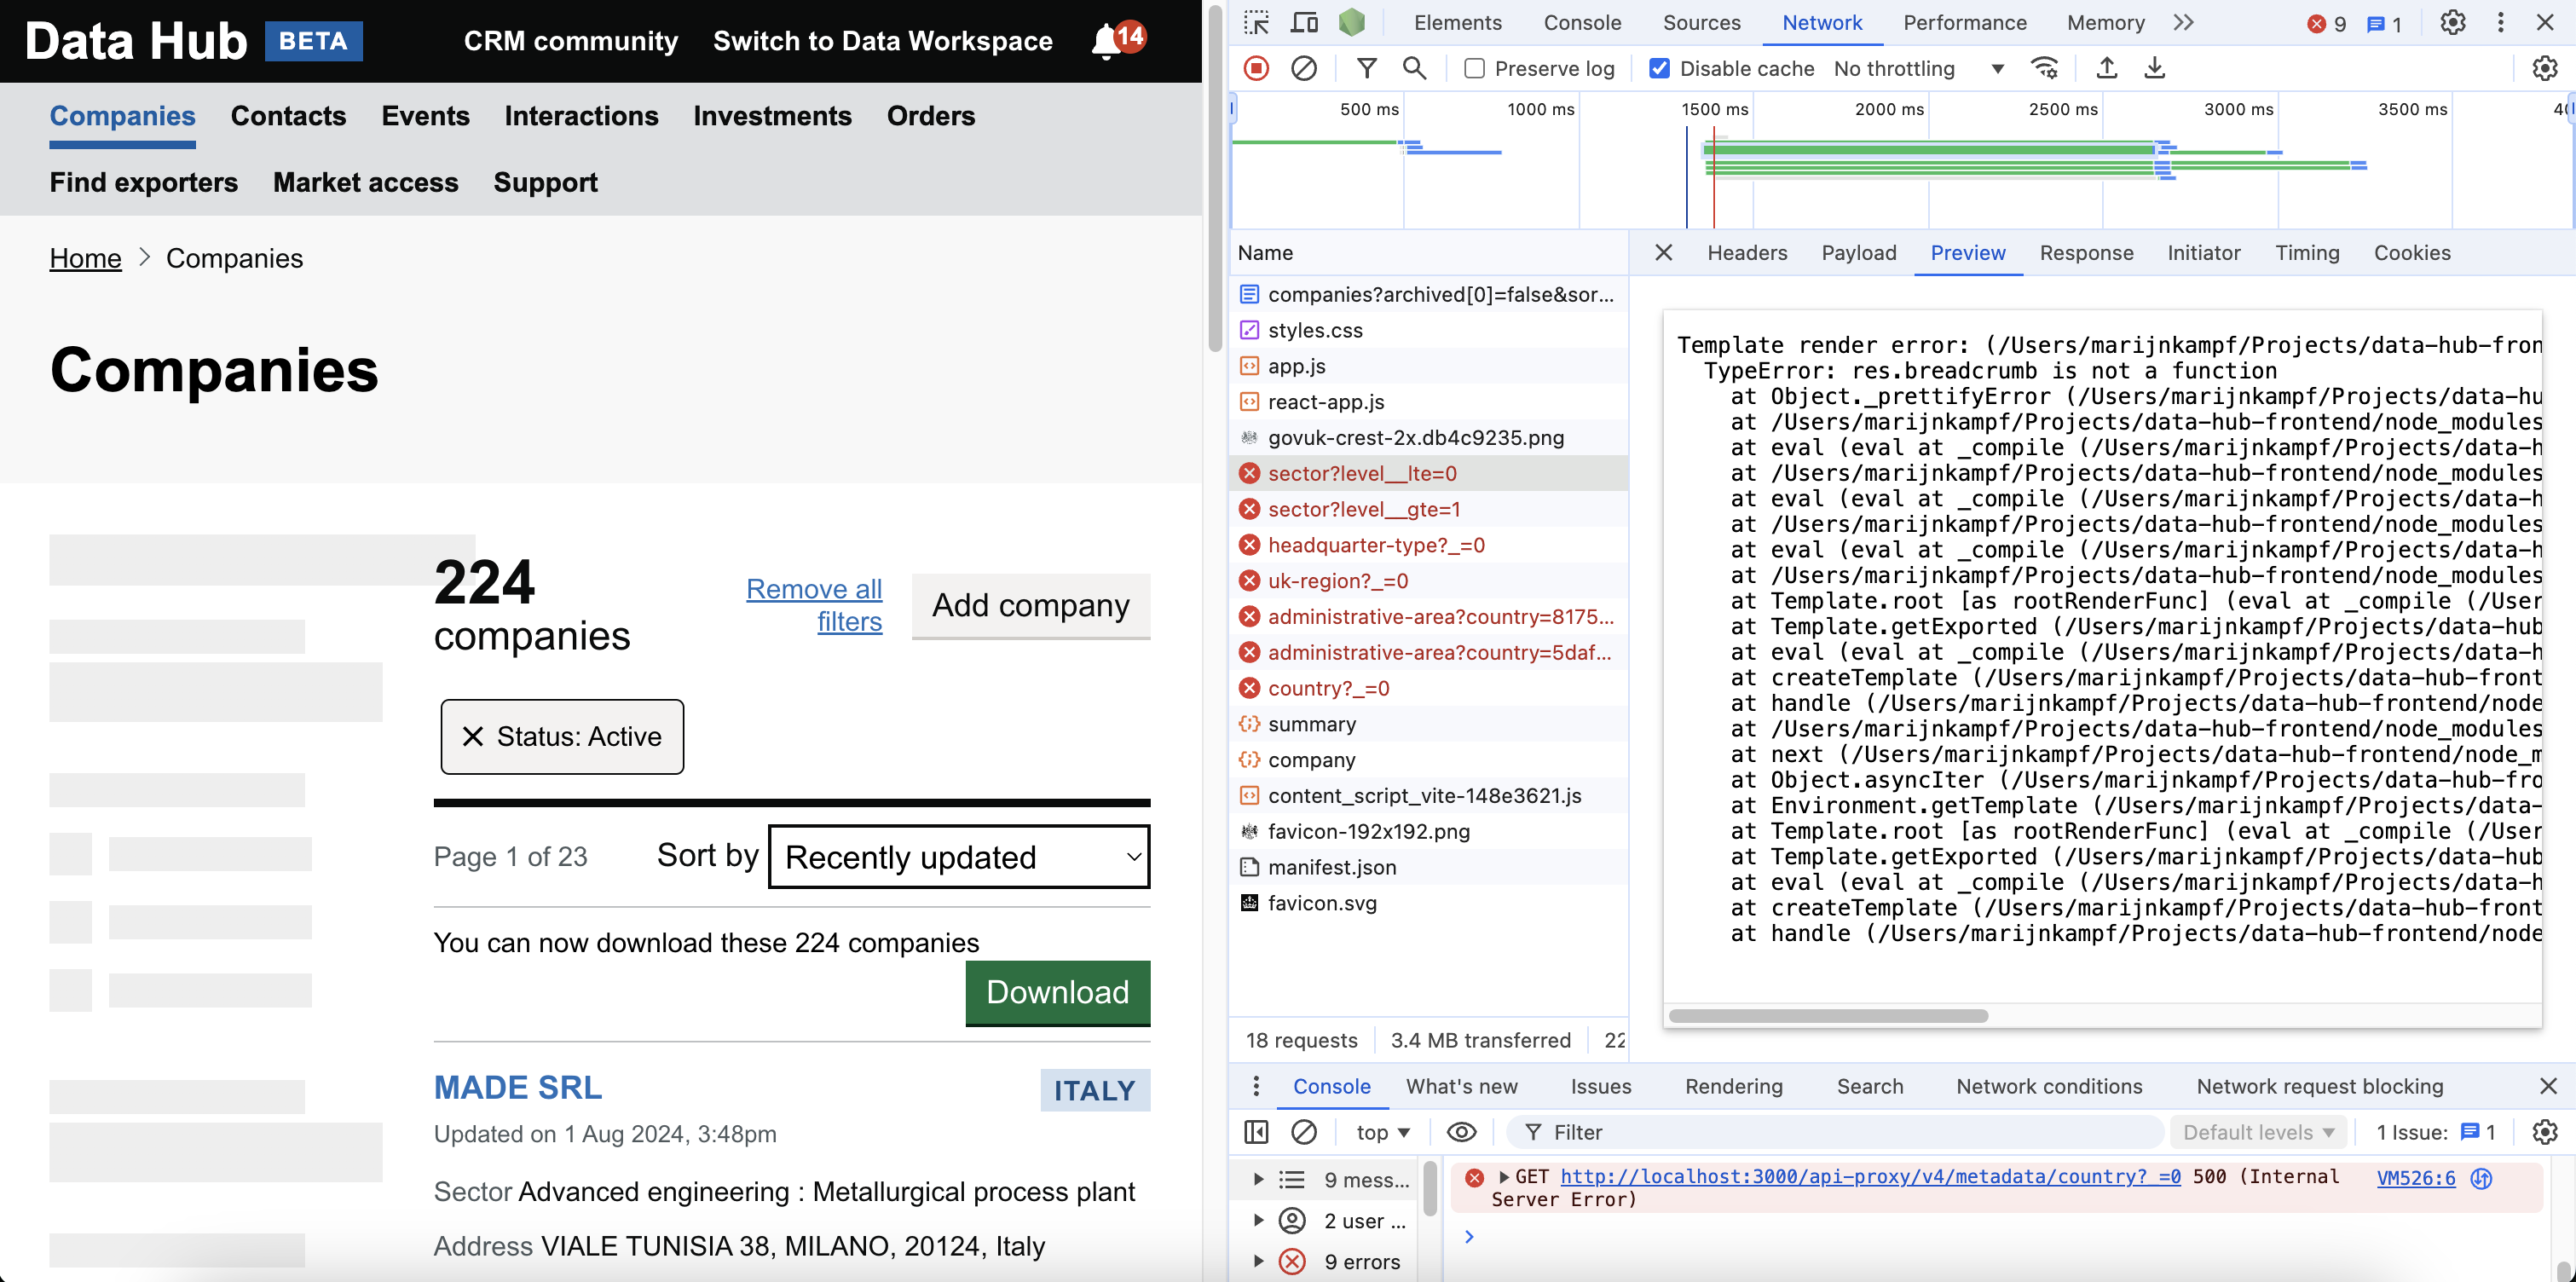 Data Hub BETA CRM community Switch to Data Workspace 14
Companies Contacts Events Interactions Investments Orders
Find exporters Market access Support
Home Companies
Companies
224
companies
Remove all
filters
Add company
Status: Active
Page 1 of 23 Sort by Recently updated
You can now download these 224 companies
Download
MADE SRL ITALY
Updated on 1 Aug 2024, 3:48pm
Sector Advanced engineering : Metallurgical process plant
Address VIALE TUNISIA 38, MILANO, 20124, Italy
Elements Console Sources Network Performance Memory 9 1
Preserve log Disable cache No throttling
500 ms 1000 ms 1500 ms 2000 ms 2500 ms 3000 ms 3500 ms 40
Name
companies?archived[0]=false&sor...
styles.css
app.js
react-app.js
govuk-crest-2x.db4c9235.png
sector?level__lte=0
sector?level__gte=1
headquarter-type?_=0
uk-region?_=0
administrative-area?country=8175...
administrative-area?country=5daf...
country?_=0
summary
company
content_script_vite-148e3621.js
favicon-192x192.png
manifest.json
favicon.svg
18 requests 3.4 MB transferred 22
Headers Payload Preview Response Initiator Timing Cookies
Template render error: (/Users/marijnkampf/Projects/data-hub-fron
TypeError: res.breadcrumb is not a function
at Object._prettifyError (/Users/marijnkampf/Projects/data-hu
at /Users/marijnkampf/Projects/data-hub-frontend/node_modules
at eval (eval at _compile (/Users/marijnkampf/Projects/data-h
at /Users/marijnkampf/Projects/data-hub-frontend/node_modules
at eval (eval at _compile (/Users/marijnkampf/Projects/data-h
at /Users/marijnkampf/Projects/data-hub-frontend/node_modules
at eval (eval at _compile (/Users/marijnkampf/Projects/data-h
at /Users/marijnkampf/Projects/data-hub-frontend/node_modules
at Template.root [as rootRenderFunc] (eval at _compile (/User
at Template.getExported (/Users/marijnkampf/Projects/data-hub
at eval (eval at _compile (/Users/marijnkampf/Projects/data-h
at createTemplate (/Users/marijnkampf/Projects/data-hub-front
at handle (/Users/marijnkampf/Projects/data-hub-frontend/node
at /Users/marijnkampf/Projects/data-hub-frontend/node_modules
at next (/Users/marijnkampf/Projects/data-hub-frontend/node_m
at Object.asyncIter (/Users/marijnkampf/Projects/data-hub-fro
at Environment.getTemplate (/Users/marijnkampf/Projects/data-
at Template.root [as rootRenderFunc] (eval at _compile (/User
at Template.getExported (/Users/marijnkampf/Projects/data-hub
at eval (eval at _compile (/Users/marijnkampf/Projects/data-h
at createTemplate (/Users/marijnkampf/Projects/data-hub-front
at handle (/Users/marijnkampf/Projects/data-hub-frontend/node
Console What's new Issues Rendering Search Network conditions Network request blocking
top Filter Default levels 1 Issue: 1
9 mess...
2 user ...
9 errors
GET http://localhost:3000/api-proxy/v4/metadata/country?_=0 500 (Internal VM526:6
Server Error)